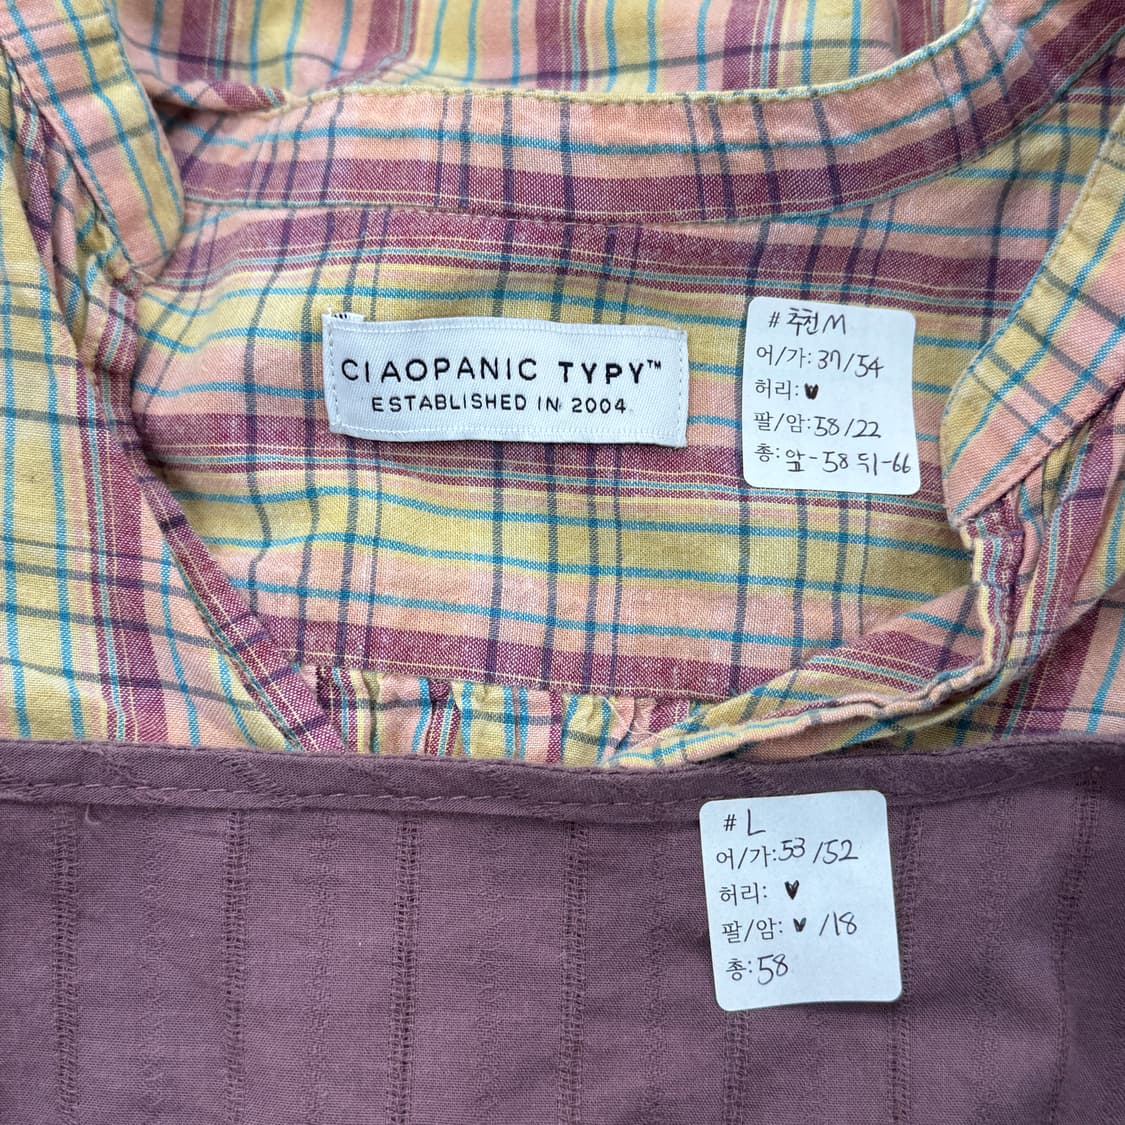 CIAOPANIC TYPY™
ESTABLISHED IN 2004
# 추천 M
어/가: 37/54
허리: ♥
팔/암: 58/22
총: 앞-58 뒤-66
# L
어/가: 53/52
허리: ♥
팔/암: ♥/18
총: 58